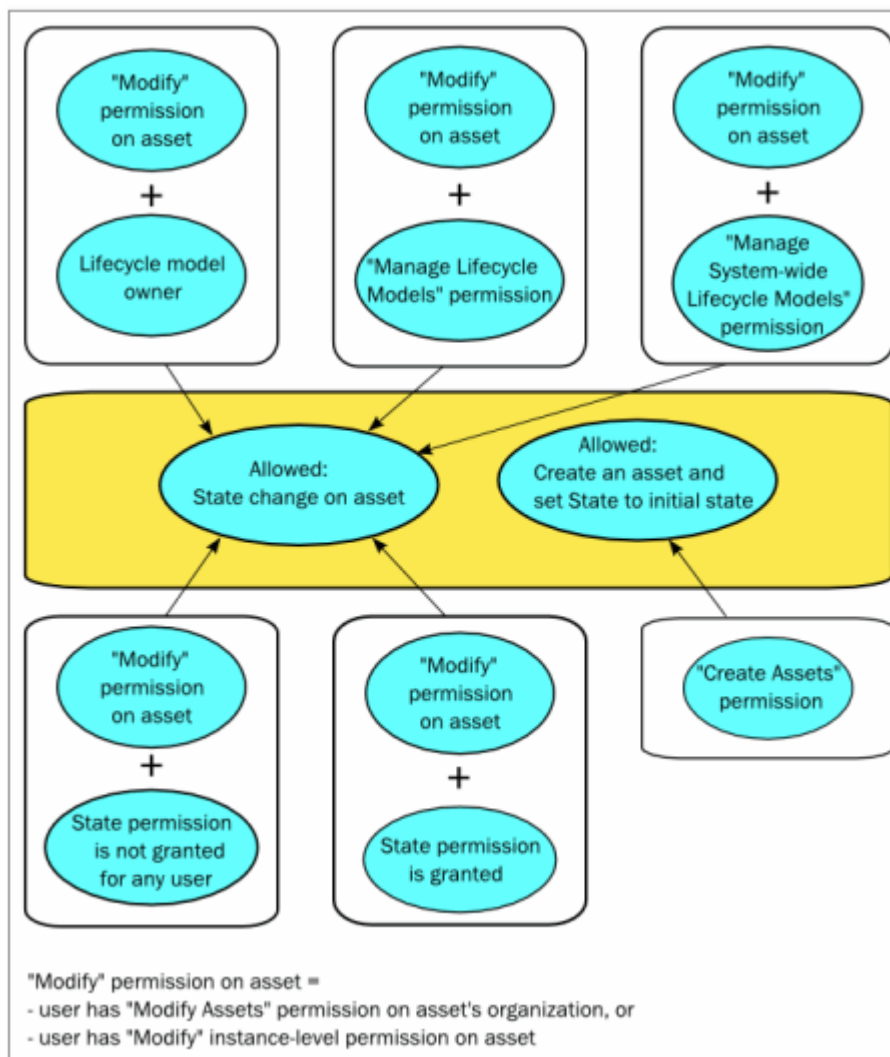 "Modify"
permission
on asset
+
Lifecycle model
owner
"Modify"
permission
on asset
+
"Manage Lifecycle
Models" permission
"Modify"
permission
on asset
+
"Manage
System-wide
Lifecycle Models"
permission
Allowed:
State change on asset
Allowed:
Create an asset and
set State to initial state
"Modify"
permission
on asset
+
State permission
is not granted
for any user
"Modify"
permission
on asset
+
State permission
is granted
"Create Assets"
permission
"Modify" permission on asset =
- user has "Modify Assets" permission on asset's organization, or
- user has "Modify" instance-level permission on asset